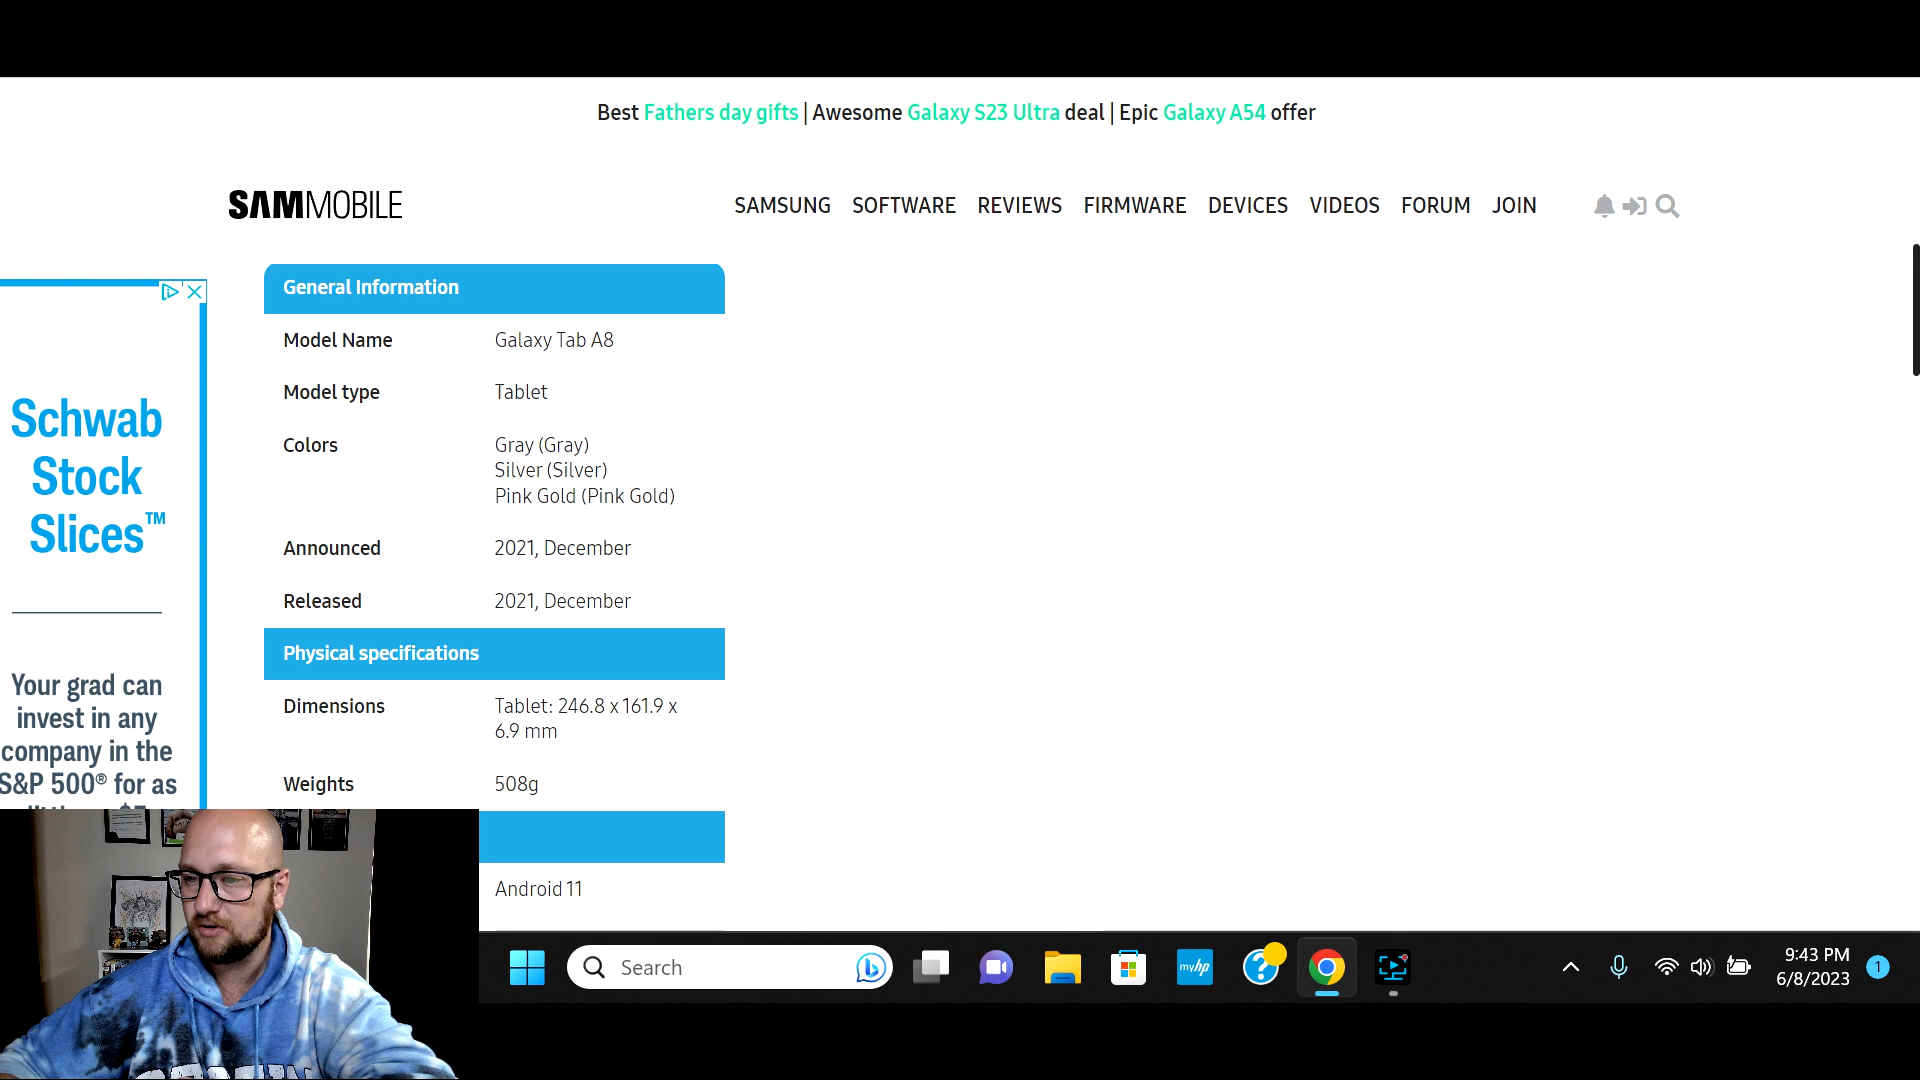 Best Fathers day gifts | Awesome Galaxy S23 Ultra deal | Epic Galaxy A54 offer
SAMMOBILE
SAMSUNG SOFTWARE REVIEWS FIRMWARE DEVICES VIDEOS FORUM JOIN
General Information
Model Name Galaxy Tab A8
Model type Tablet
Colors Gray (Gray)
Silver (Silver)
Pink Gold (Pink Gold)
Announced 2021, December
Released 2021, December
Physical specifications
Dimensions Tablet: 246.8 x 161.9 x
6.9 mm
Weights 508g
Android 11
Schwab
Stock
Slices™
Your grad can
invest in any
company in the
S&P 500® for as
Search
myhp
9:43 PM
6/8/2023
1